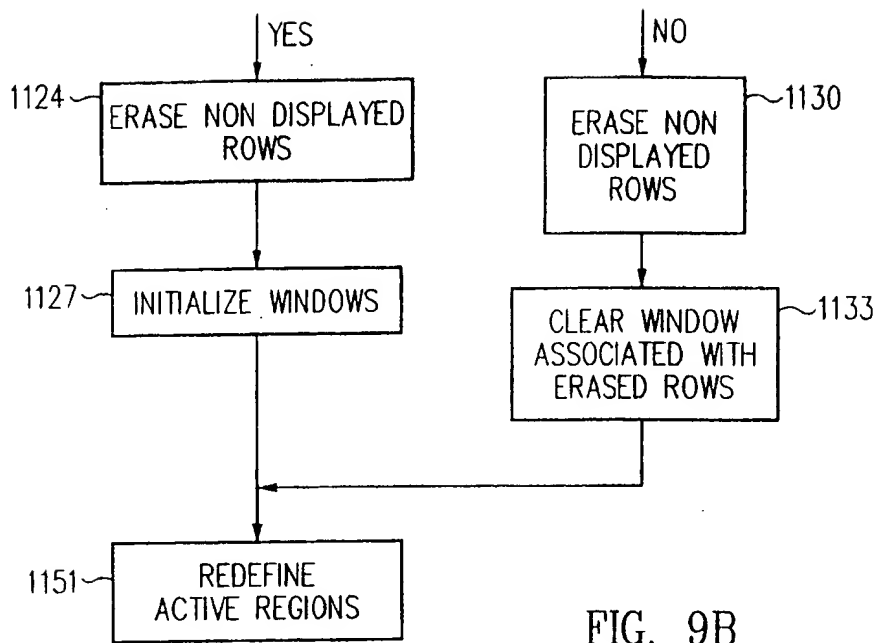 YES
NO
1124
ERASE NON DISPLAYED
ROWS
1130
ERASE NON
DISPLAYED
ROWS
1127
INITIALIZE WINDOWS
1133
CLEAR WINDOW
ASSOCIATED WITH
ERASED ROWS
1151
REDEFINE
ACTIVE REGIONS
FIG. 9B